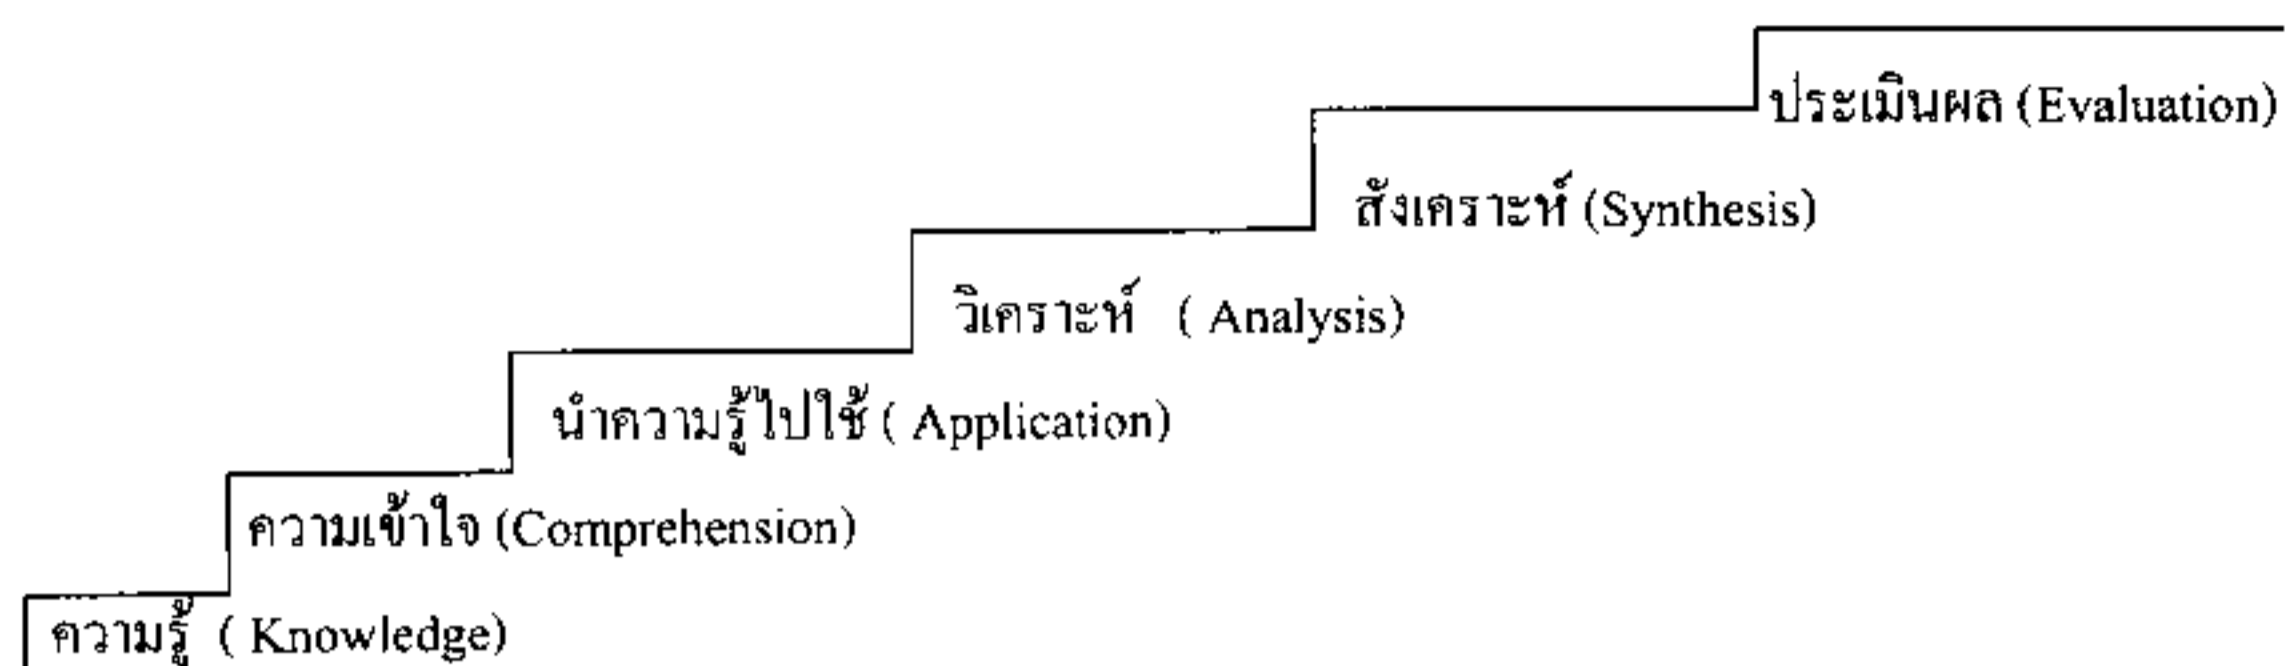 ประเมินผล (Evaluation)
สังเคราะห์ (Synthesis)
วิเคราะห์ ( Analysis)
นำความรู้ไปใช้ ( Application)
ความเข้าใจ (Comprehension)
ความรู้ ( Knowledge)